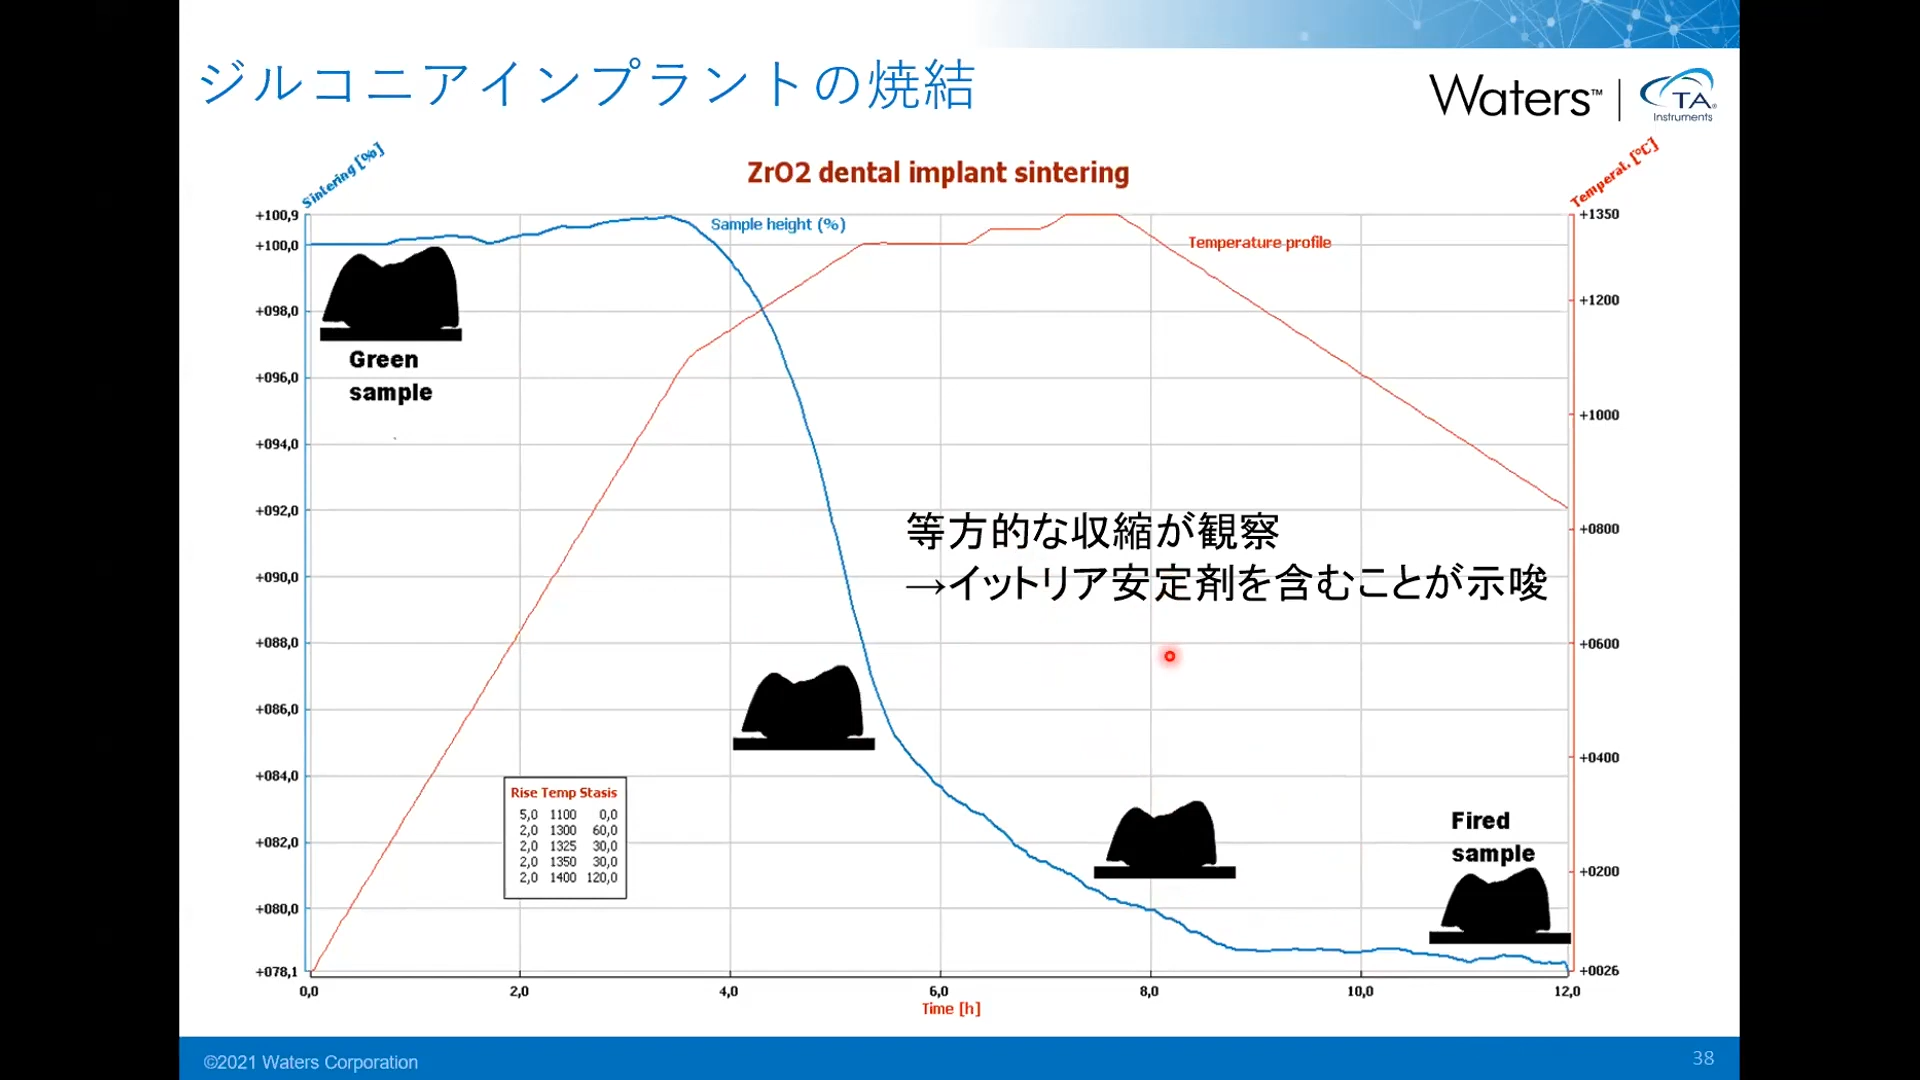 ジルコニアインプラントの焼結
Waters™
TA
Instruments
Sintering [%]
ZrO2 dental implant sintering
Temperat. [°C]
+100,9
Sample height (%)
+1350
+100,0
Temperature profile
+1200
+098,0
Green
sample
+096,0
+1000
+094,0
+092,0
等方的な収縮が観察
+0800
→イットリア安定剤を含むことが示唆
+090,0
+088,0
+0600
+086,0
+0400
+084,0
Rise Temp Stasis
5,0 1100 0,0
2,0 1300 60,0
2,0 1325 30,0
2,0 1350 30,0
2,0 1400 120,0
Fired
sample
+082,0
+0200
+080,0
+078,1
+0026
0,0 2,0 4,0 6,0 8,0 10,0 12,0
Time [h]
©2021 Waters Corporation
38